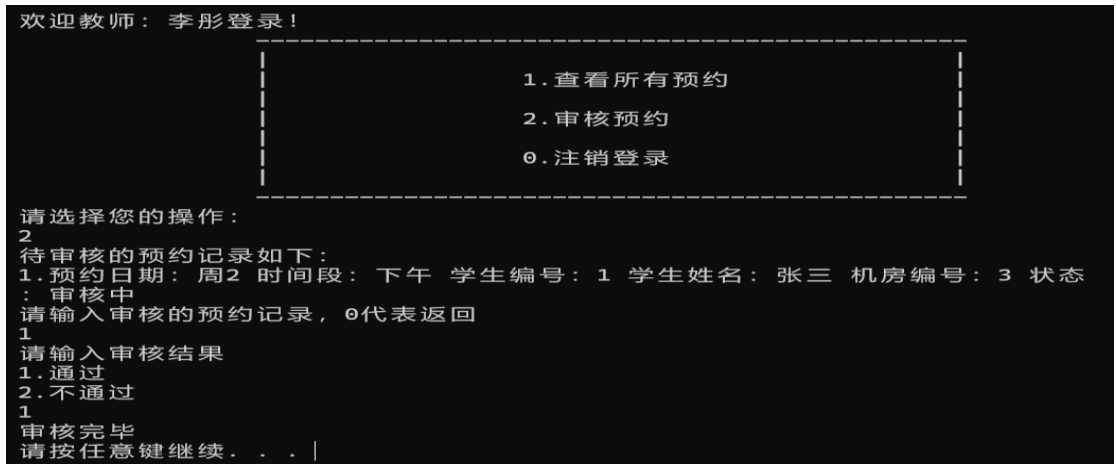 欢迎教师: 李彤登录!
1.查看所有预约
2.审核预约
0.注销登录
请选择您的操作:
2
待审核的预约记录如下:
1.预约日期: 周2 时间段: 下午 学生编号: 1 学生姓名: 张三 机房编号: 3 状态
: 审核中
请输入审核的预约记录, 0代表返回
1
请输入审核结果
1.通过
2.不通过
1
审核完毕
请按任意键继续. . .